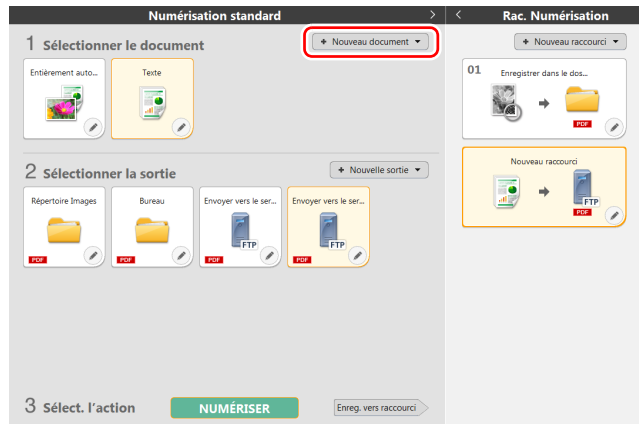 Numérisation standard >
1 Sélectionner le document
+ Nouveau document ▼
Entièrement auto...
Texte
2 Sélectionner la sortie
+ Nouvelle sortie ▼
Répertoire Images
Bureau
Envoyer vers le ser...
Envoyer vers le ser...
PDF
PDF
FTP
PDF
FTP
PDF
3 Sélect. l'action
NUMÉRISER
Enreg. vers raccourci
< Rac. Numérisation
+ Nouveau raccourci ▼
01 Enregistrer dans le dos...
PDF
Nouveau raccourci
FTP
PDF